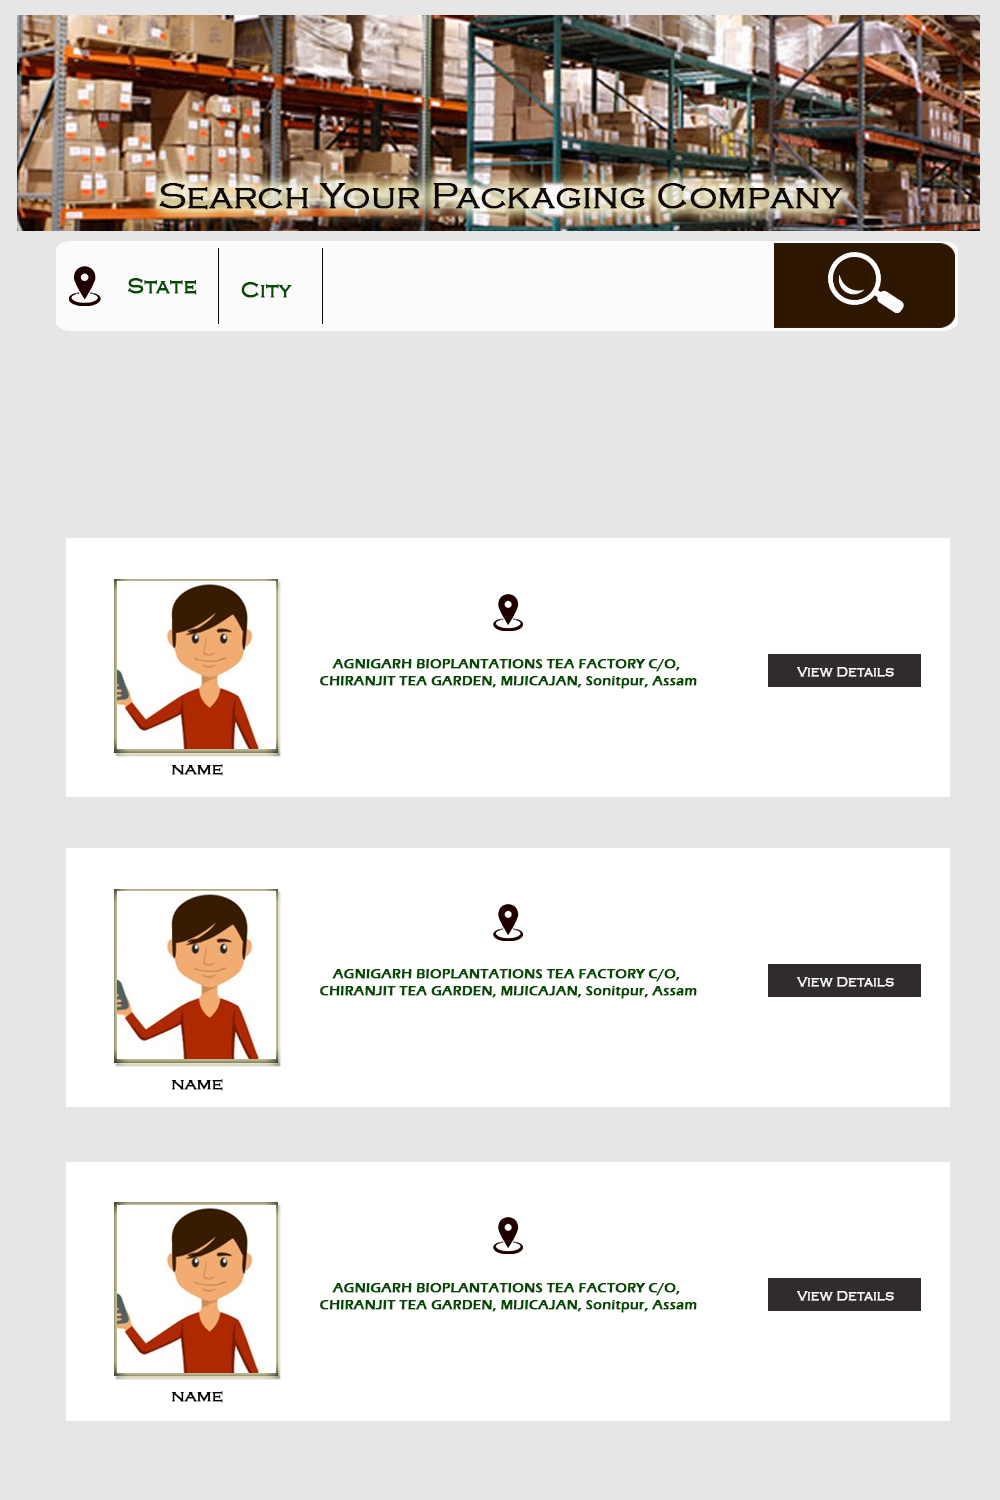 Search Your Packaging Company
State
City
AGNIGARH BIOPLANTATIONS TEA FACTORY C/O,
CHIRANJIT TEA GARDEN, MIJICAJAN, Sonitpur, Assam
View Details
NAME
AGNIGARH BIOPLANTATIONS TEA FACTORY C/O,
CHIRANJIT TEA GARDEN, MIJICAJAN, Sonitpur, Assam
View Details
NAME
AGNIGARH BIOPLANTATIONS TEA FACTORY C/O,
CHIRANJIT TEA GARDEN, MIJICAJAN, Sonitpur, Assam
View Details
NAME